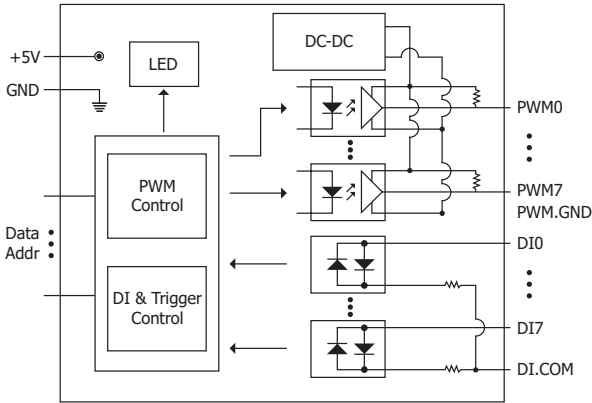 DC-DC
+5V
LED
GND
PWM0
PWM
Control
PWM7
PWM.GND
Data
Addr
DI0
DI & Trigger
Control
DI7
DI.COM